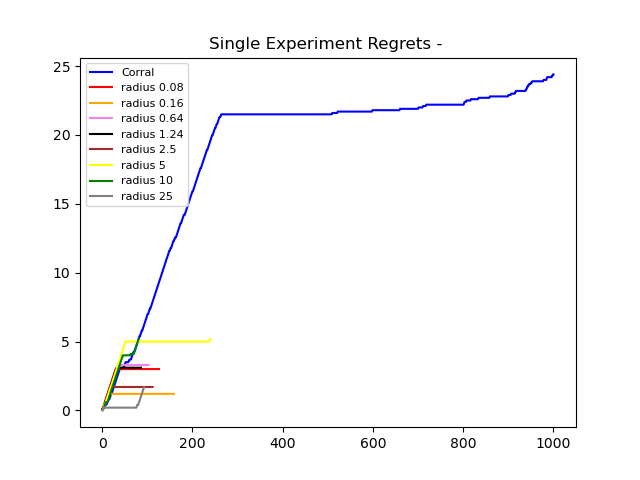 Single Experiment Regrets -
25
20
15
10
5
0
Corral
radius 0.08
radius 0.16
radius 0.64
radius 1.24
radius 2.5
radius 5
radius 10
radius 25
0 200 400 600 800 1000